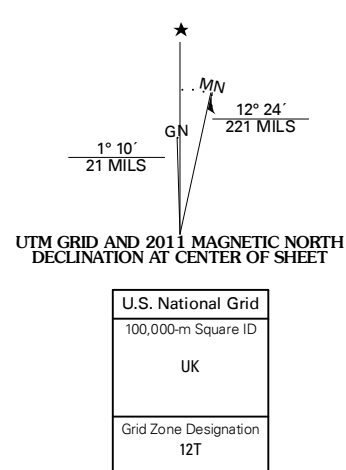 MN
12° 24´
221 MILS
GN
1° 10´
21 MILS
UTM GRID AND 2011 MAGNETIC NORTH
DECLINATION AT CENTER OF SHEET
U.S. National Grid
100,000-m Square ID
UK
Grid Zone Designation
12T